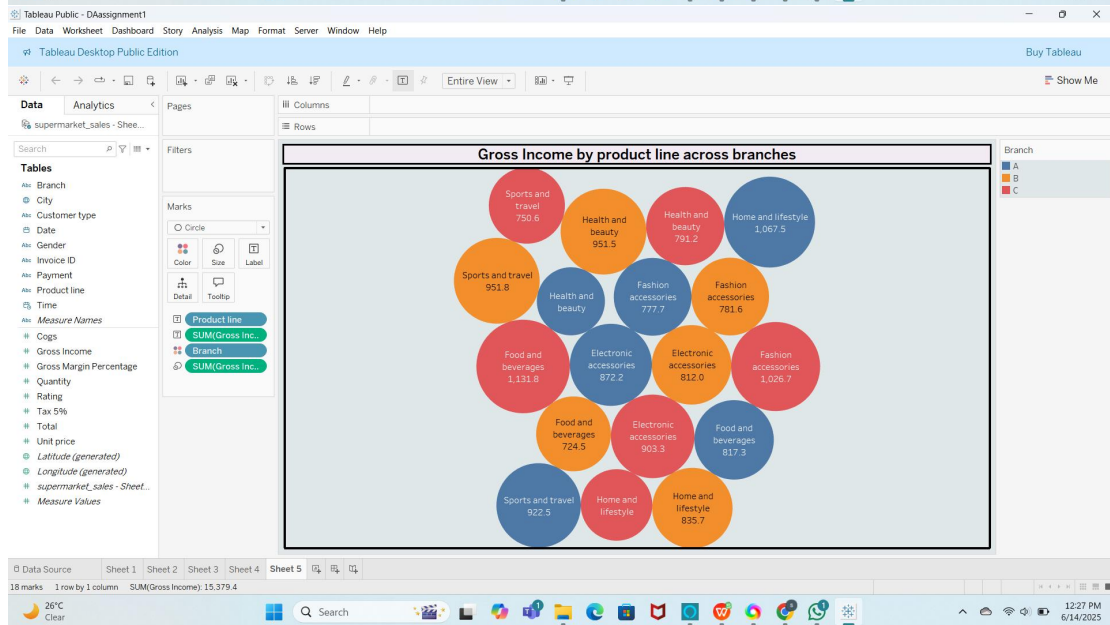 Tableau Public - DAassignment1
File Data Worksheet Dashboard Story Analysis Map Format Server Window Help
Tableau Desktop Public Edition
Buy Tableau
Entire View
Show Me
Data
Analytics
supermarket_sales - Shee...
Search
Tables
Abc Branch
City
Abc Customer type
Date
Abc Gender
Abc Invoice ID
Abc Payment
Abc Product line
Time
Abc Measure Names
# Cogs
# Gross Income
# Gross Margin Percentage
# Quantity
# Rating
# Tax 5%
# Total
# Unit price
Latitude (generated)
Longitude (generated)
# supermarket_sales - Sheet...
# Measure Values
Pages
Filters
Marks
Circle
Color
Size
Label
Detail
Tooltip
Product line
SUM(Gross Inc..
Branch
SUM(Gross Inc..
Columns
Rows
Gross Income by product line across branches
Sports and
travel
750.6
Health and
beauty
951.5
Health and
beauty
791.2
Home and lifestyle
1,067.5
Sports and travel
951.8
Health and
beauty
Fashion
accessories
777.7
Fashion
accessories
781.6
Food and
beverages
1,131.8
Electronic
accessories
872.2
Electronic
accessories
812.0
Fashion
accessories
1,026.7
Food and
beverages
724.5
Electronic
accessories
903.3
Food and
beverages
817.3
Sports and travel
922.5
Home and
lifestyle
Home and
lifestyle
835.7
Branch
A
B
C
Data Source
Sheet 1
Sheet 2
Sheet 3
Sheet 4
Sheet 5
18 marks 1 row by 1 column SUM(Gross Income): 15.379.4
26°C
Clear
Search
12:27 PM
6/14/2025